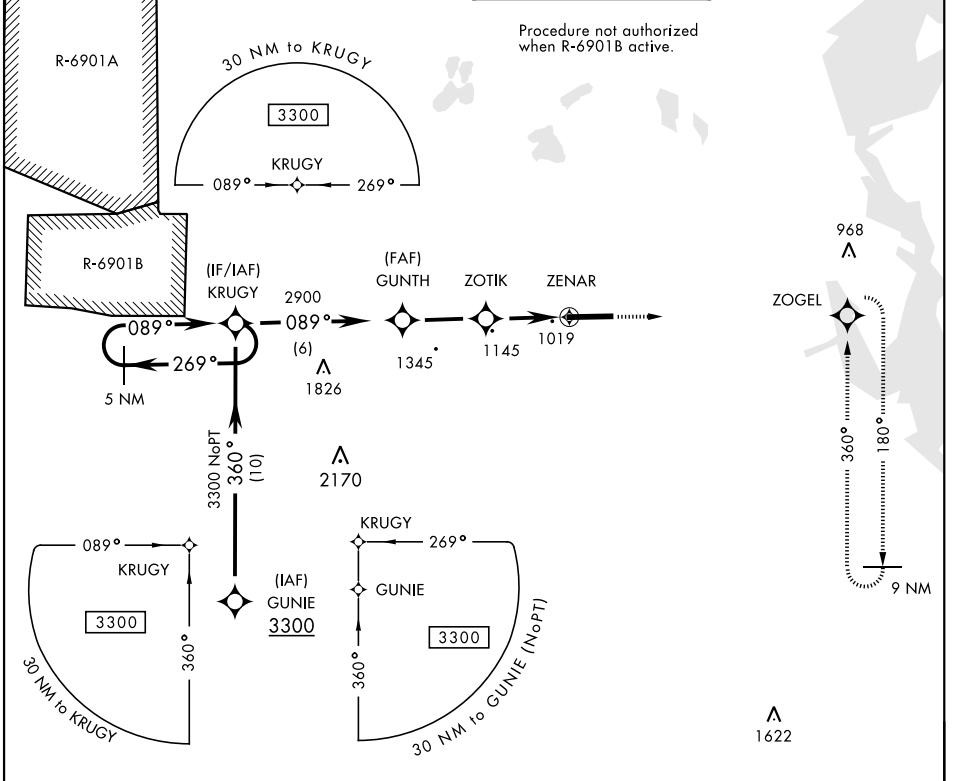 Procedure not authorized
when R-6901B active.
R-6901A
30 NM to KRUGY
3300
KRUGY
089°
269°
R-6901B
968
(IF/IAF)
KRUGY
(FAF)
GUNTH
ZOTIK
ZENAR
ZOGEL
089°
2900
089°
(6)
269°
5 NM
1826
1345
1145
1019
3300 NoPT
360°
(10)
2170
360°
180°
9 NM
089°
KRUGY
3300
360°
30 NM to KRUGY
(IAF)
GUNIE
3300
KRUGY
269°
GUNIE
3300
360°
30 NM to GUNIE (NoPT)
1622